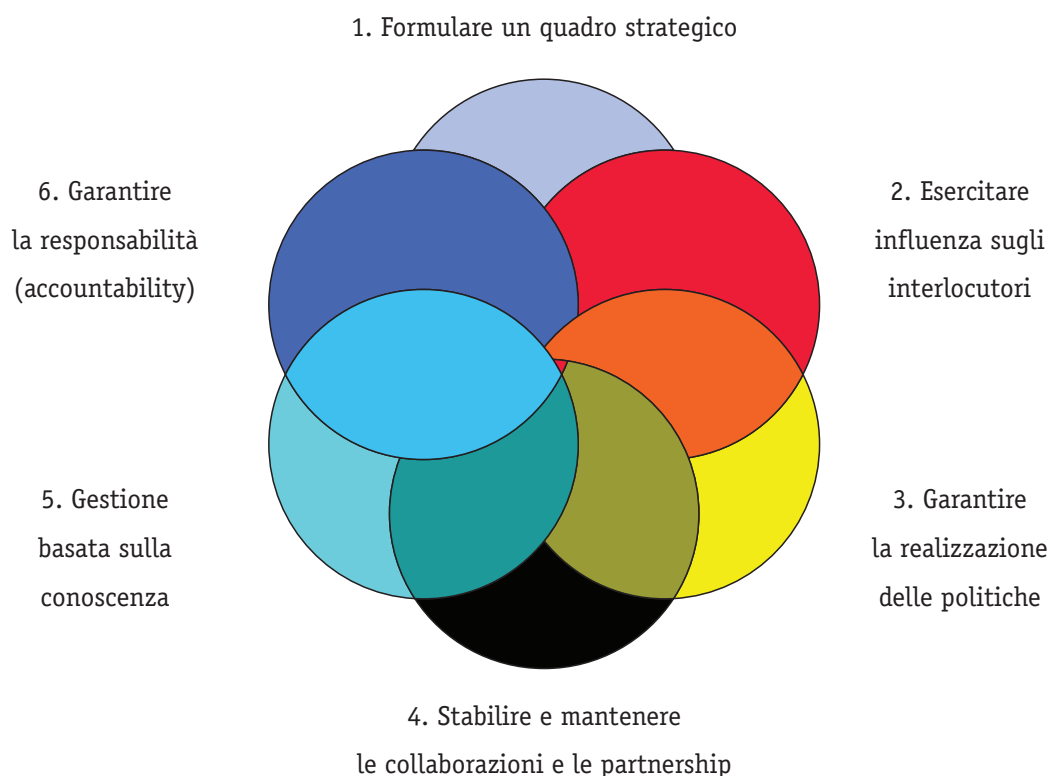 1. Formulare un quadro strategico
2. Esercitare
influenza sugli
interlocutori
3. Garantire
la realizzazione
delle politiche
4. Stabilire e mantenere
le collaborazioni e le partnership
5. Gestione
basata sulla
conoscenza
6. Garantire
la responsabilità
(accountability)